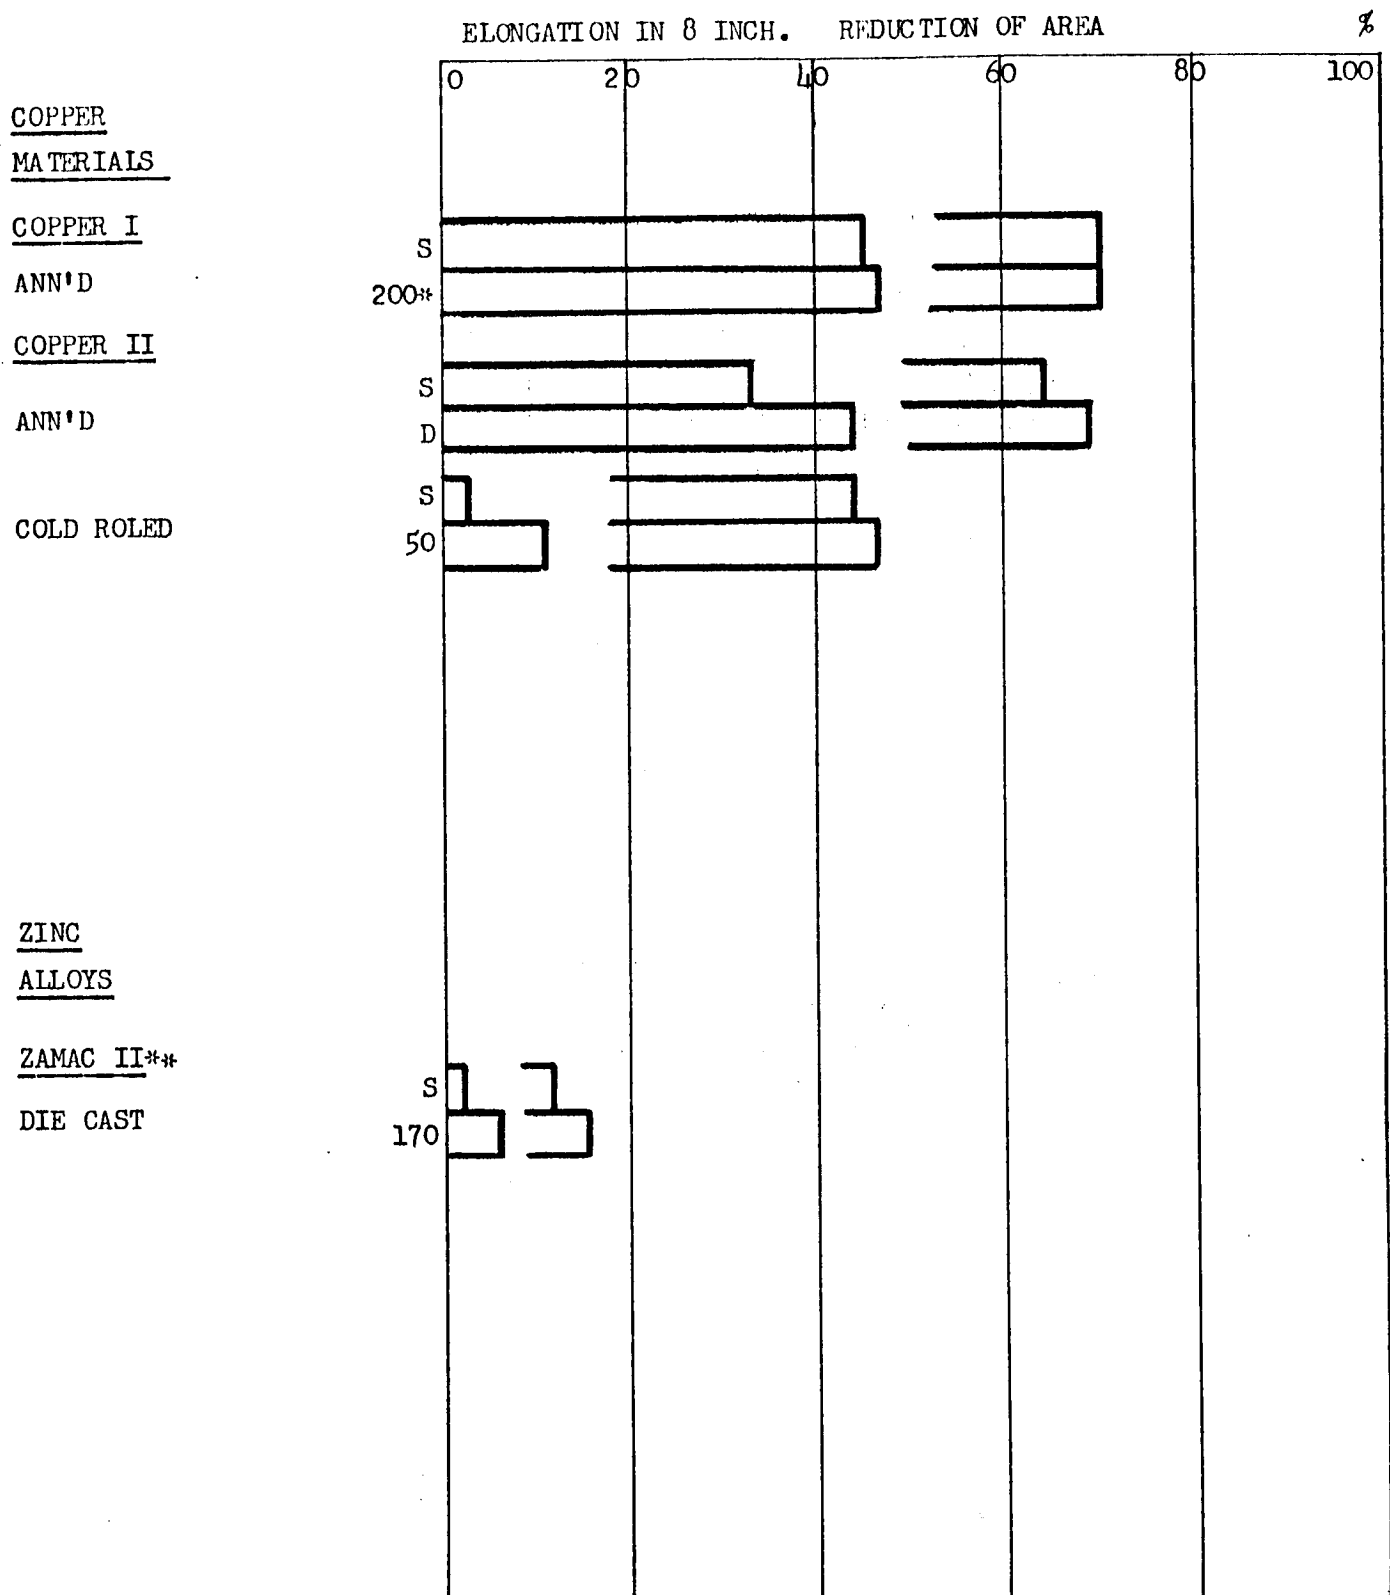 ELONGATION IN 8 INCH. REDUCTION OF AREA %
0 20 40 60 80 100
COPPER
MATERIALS
COPPER I
S
ANN'D
200*
COPPER II
S
ANN'D
D
S
COLD ROLED
50
ZINC
ALLOYS
ZAMAC II**
S
DIE CAST
170